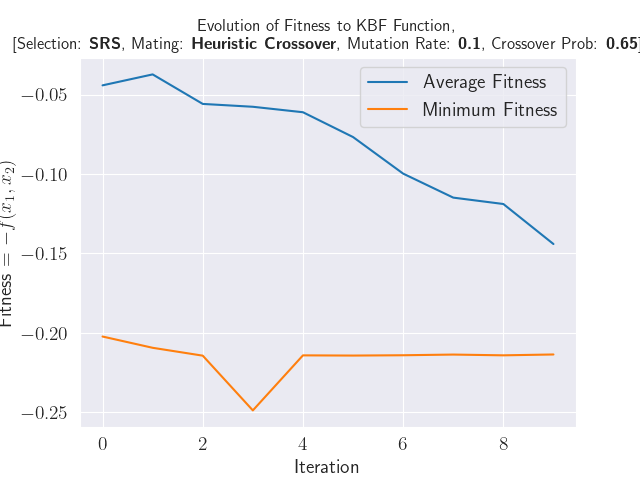 Evolution of Fitness to KBF Function,
[Selection: SRS, Mating: Heuristic Crossover, Mutation Rate: 0.1, Crossover Prob: 0.65]
Average Fitness
Minimum Fitness
Fitness = −f(x₁, x₂)
−0.05
−0.10
−0.15
−0.20
−0.25
0 2 4 6 8
Iteration